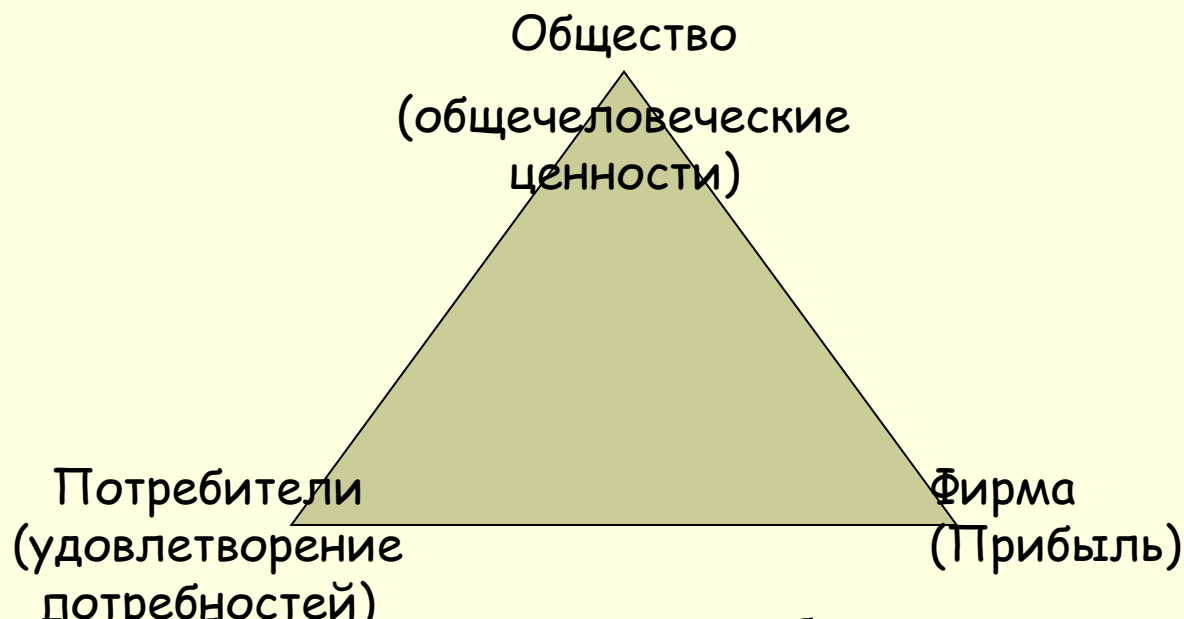 Общество
(общечеловеческие
ценности)
Потребители
(удовлетворение
потребностей)
Фирма
(Прибыль)